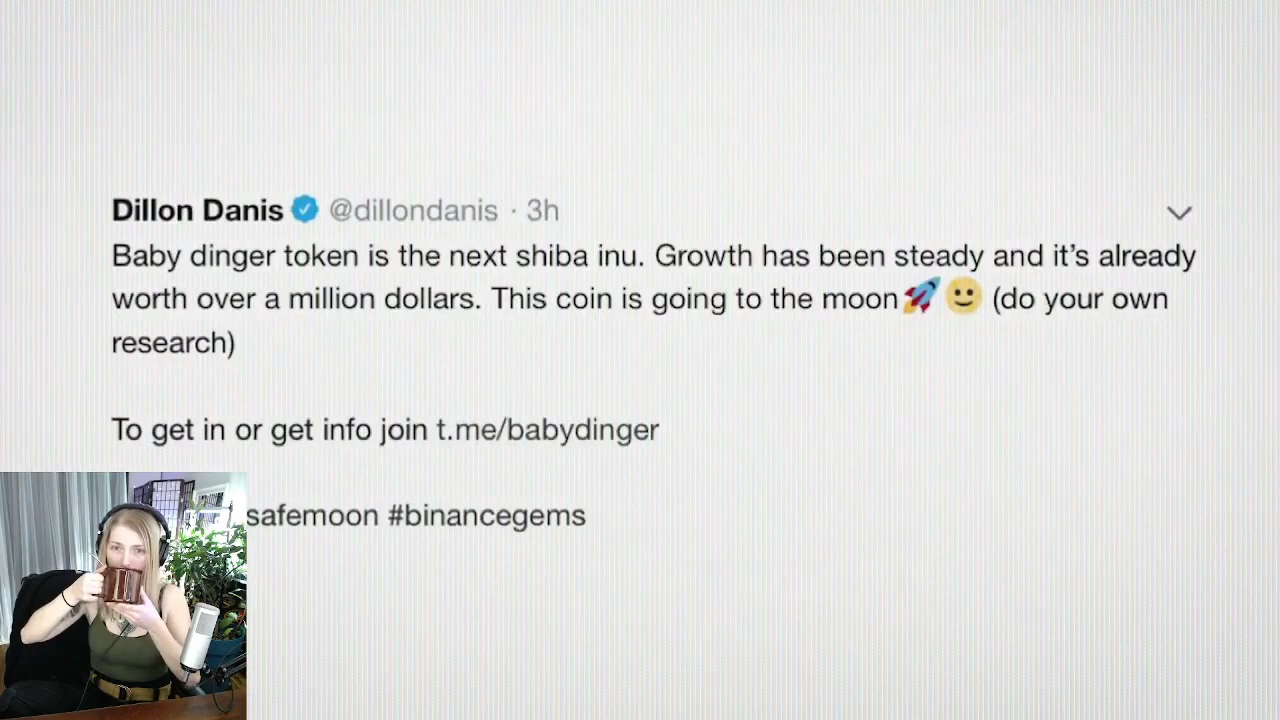 Dillon Danis @dillondanis · 3h
Baby dinger token is the next shiba inu. Growth has been steady and it's already
worth over a million dollars. This coin is going to the moon🚀🙂 (do your own
research)
To get in or get info join t.me/babydinger
safemoon #binancegems